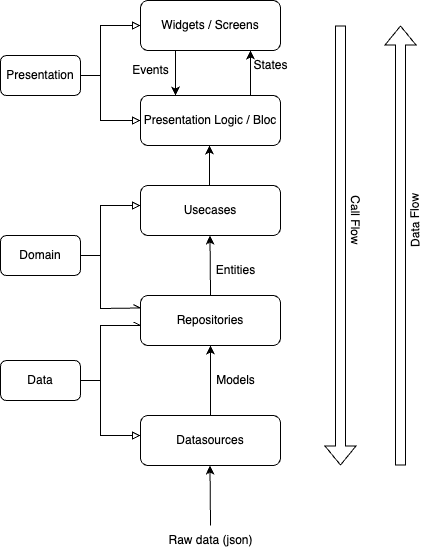 Widgets / Screens
Presentation
Events
States
Presentation Logic / Bloc
Usecases
Call Flow
Data Flow
Domain
Entities
Repositories
Data
Models
Datasources
Raw data (json)